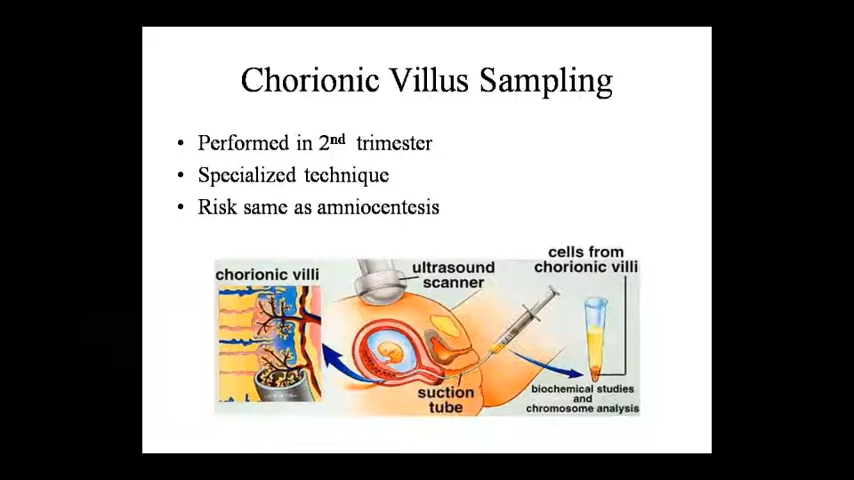 Chorionic Villus Sampling
• Performed in 2nd trimester
• Specialized technique
• Risk same as amniocentesis
chorionic villi
ultrasound
scanner
cells from
chorionic villi
suction
tube
biochemical studies
and
chromosome analysis